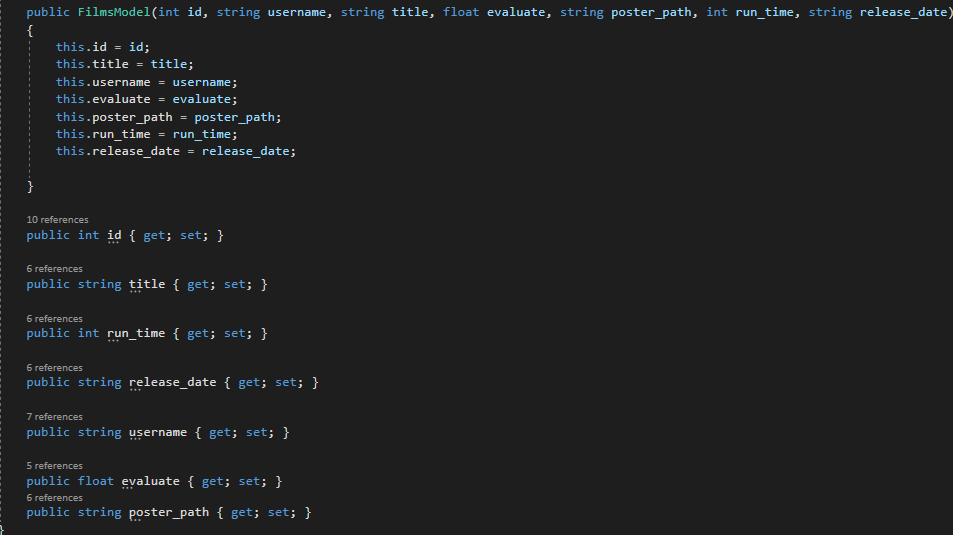 public FilmsModel(int id, string username, string title, float evaluate, string poster_path, int run_time, string release_date)
{
this.id = id;
this.title = title;
this.username = username;
this.evaluate = evaluate;
this.poster_path = poster_path;
this.run_time = run_time;
this.release_date = release_date;
}
10 references
public int id { get; set; }
6 references
public string title { get; set; }
6 references
public int run_time { get; set; }
6 references
public string release_date { get; set; }
7 references
public string username { get; set; }
5 references
public float evaluate { get; set; }
6 references
public string poster_path { get; set; }
}